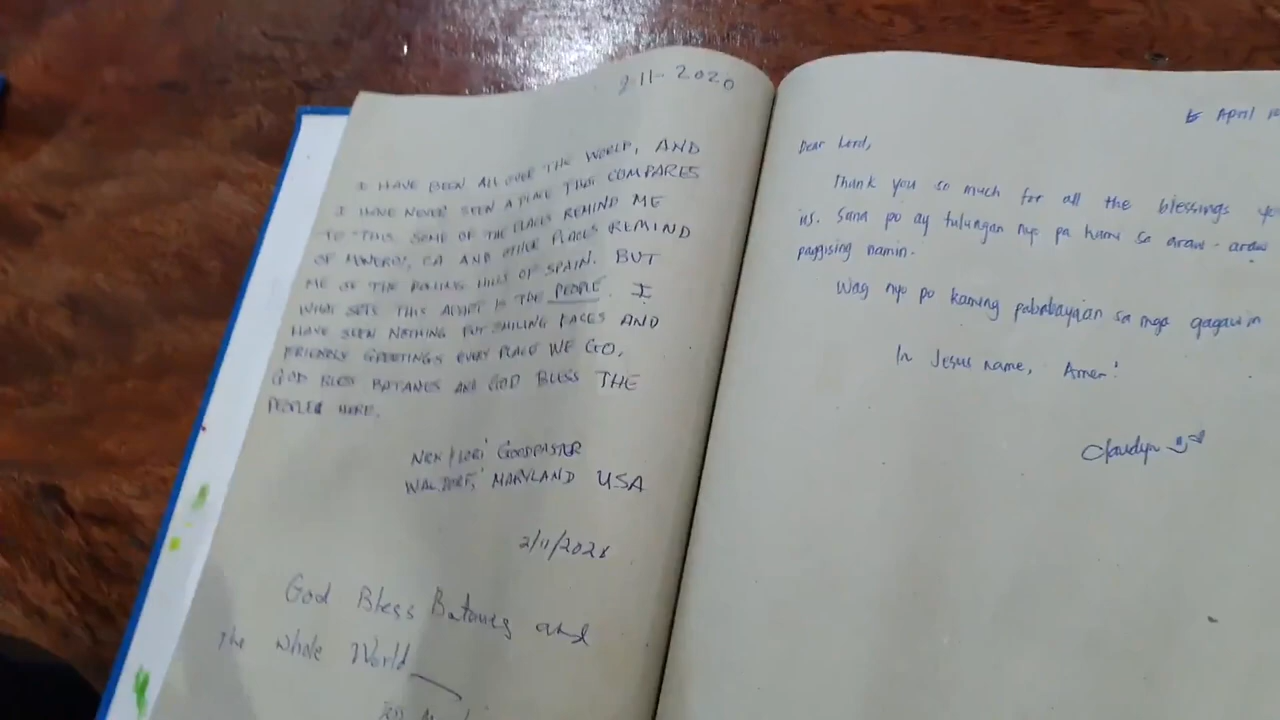 2-11-2020
I HAVE BEEN ALL OVER THE WORLD, AND
I HAVE NEVER SEEN A PLACE THAT COMPARES
TO THIS SOME OF THE PLACES REMIND ME
OF MONEREY, CA AND OTHER PLACES REMIND
ME OF THE ROLLING HILLS OF SPAIN. BUT
WHAT SETS THIS APART IS THE PEOPLE. I
HAVE SEEN NOTHING BUT SMILING FACES AND
FRIENDLY GREETINGS EVERY PLACE WE GO.
GOD BLESS BATANES AND GOD BLESS THE
PEOPLE HERE.
LORI GOODPASTER
WALDORF, MARYLAND USA
God Bless Batanes and
The whole World
April
Dear Lord,
Thank you so much for all the blessings
us. Sana po ay tulungan nyo pa kami sa araw-araw
paggising namin.
Wag nyo po kaming pababayaan sa mga gagawin
In Jesus name, Amen!
Claudyn